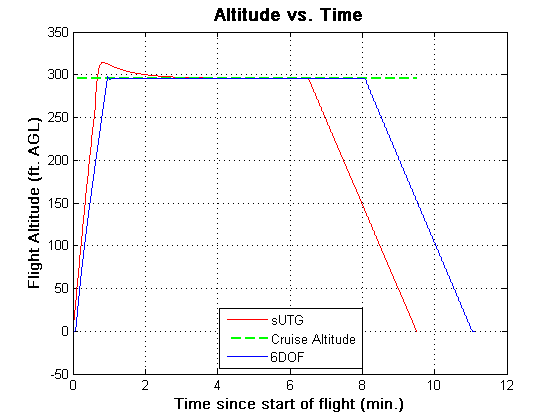 Altitude vs. Time
Flight Altitude (ft. AGL)
350
300
250
200
150
100
50
0
-50
sUTG
Cruise Altitude
6DOF
0 2 4 6 8 10 12
Time since start of flight (min.)